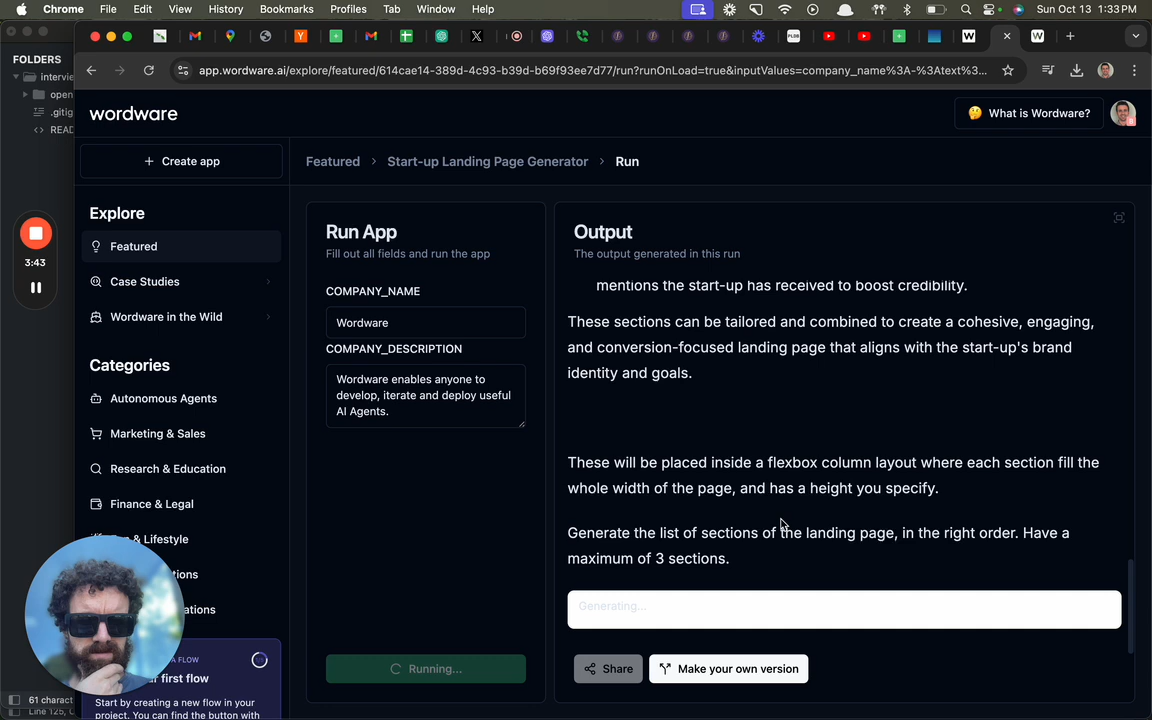 Chrome File Edit View History Bookmarks Profiles Tab Window Help
Sun Oct 13 1:33 PM
FOLDERS
intervie
open
.gitig
READ
app.wordware.ai/explore/featured/614cae14-389d-4c93-b39d-b69f93ee7d77/run?runOnLoad=true&inputValues=company_name%3A-%3Atext%3...
wordware
🤔 What is Wordware?
+ Create app
Featured > Start-up Landing Page Generator > Run
Explore
Featured
Case Studies
Wordware in the Wild
Categories
Autonomous Agents
Marketing & Sales
Research & Education
Finance & Legal
& Lifestyle
tions
ations
A FLOW
r first flow
Start by creating a new flow in your
project. You can find the button with
3:43
61 charact
Line 125, C
Run App
Fill out all fields and run the app
COMPANY_NAME
Wordware
COMPANY_DESCRIPTION
Wordware enables anyone to
develop, iterate and deploy useful
AI Agents.
Running...
Output
The output generated in this run
mentions the start-up has received to boost credibility.
These sections can be tailored and combined to create a cohesive, engaging,
and conversion-focused landing page that aligns with the start-up's brand
identity and goals.
These will be placed inside a flexbox column layout where each section fill the
whole width of the page, and has a height you specify.
Generate the list of sections of the landing page, in the right order. Have a
maximum of 3 sections.
Generating...
Share
Make your own version